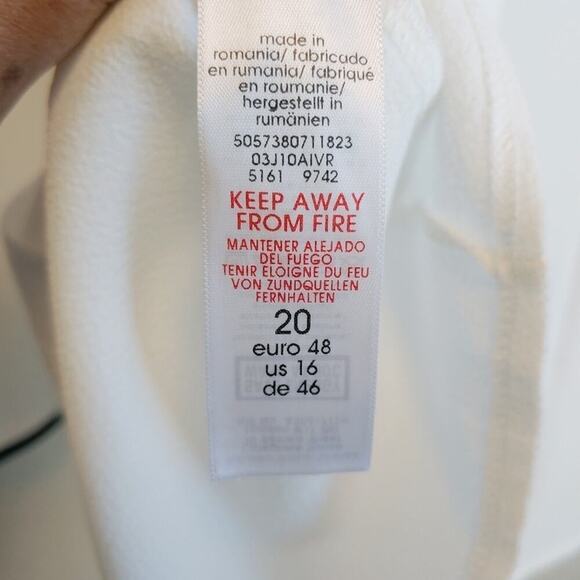 made in
romania/ fabricado
en rumania/ fabriqué
en roumanie/
hergestellt in
rumänien
5057380711823
03J10AIVR
5161 9742
KEEP AWAY
FROM FIRE
MANTENER ALEJADO
DEL FUEGO
TENIR ELOIGNE DU FEU
VON ZUNDQUELLEN
FERNHALTEN
20
euro 48
us 16
de 46